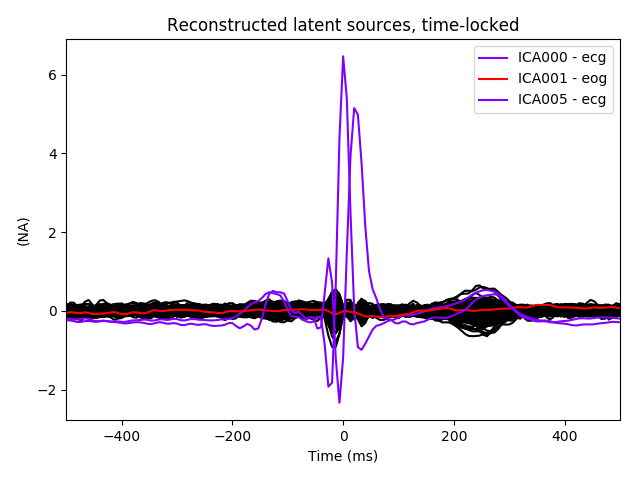 Reconstructed latent sources, time-locked
ICA000 - ecg
ICA001 - eog
ICA005 - ecg
6
4
2
0
−2
(NA)
−400
−200
0
200
400
Time (ms)